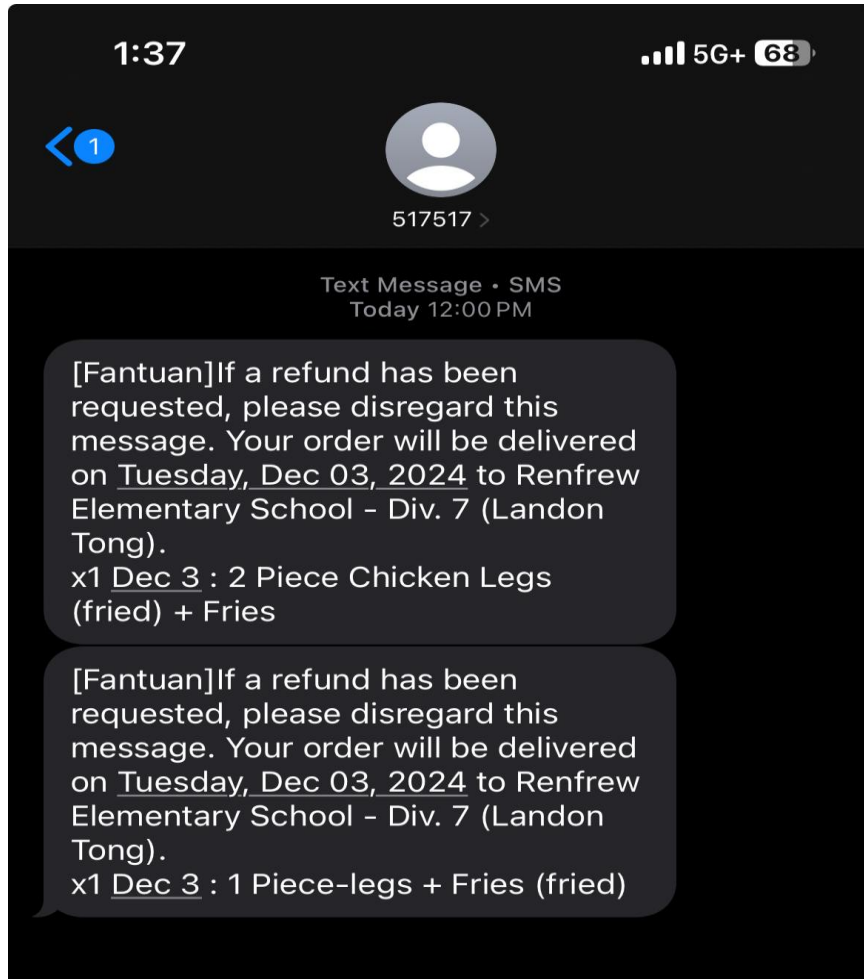 1:37
5G+ 68
1
517517 >
Text Message • SMS
Today 12:00 PM
[Fantuan]If a refund has been
requested, please disregard this
message. Your order will be delivered
on Tuesday, Dec 03, 2024 to Renfrew
Elementary School - Div. 7 (Landon
Tong).
x1 Dec 3 : 2 Piece Chicken Legs
(fried) + Fries
[Fantuan]If a refund has been
requested, please disregard this
message. Your order will be delivered
on Tuesday, Dec 03, 2024 to Renfrew
Elementary School - Div. 7 (Landon
Tong).
x1 Dec 3 : 1 Piece-legs + Fries (fried)